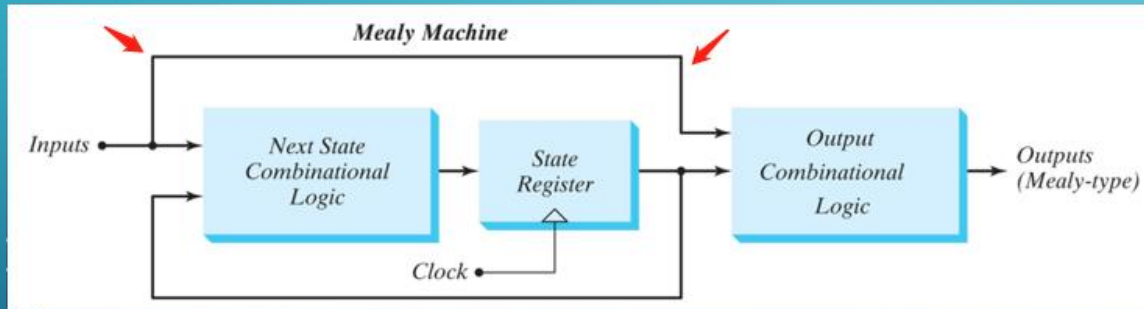 Mealy Machine
Inputs
Next State
Combinational
Logic
State
Register
Clock
Output
Combinational
Logic
Outputs
(Mealy-type)